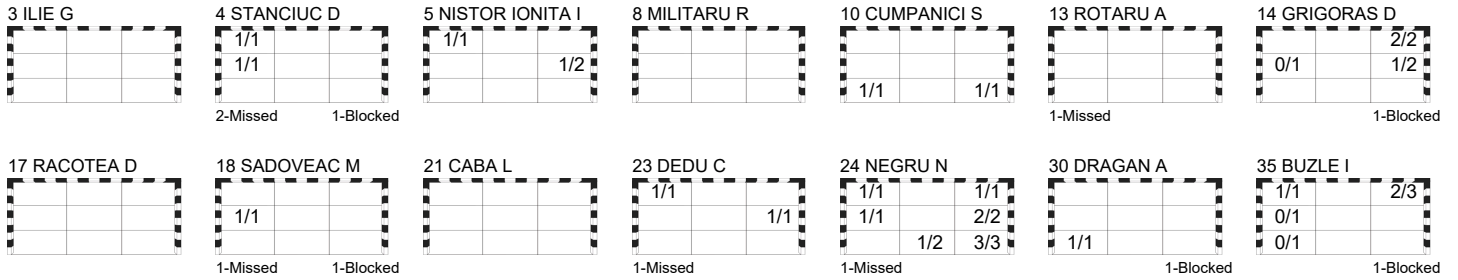 3 ILIE G 4 STANCIUC D 5 NISTOR IONITA I 8 MILITARU R 10 CUMPANICI S 13 ROTARU A 14 GRIGORAS D
1/1 1/1 2/2
1/1 1/2 0/1 1/2
1/1 1/1
2-Missed 1-Blocked 1-Missed 1-Blocked
17 RACOTEA D 18 SADOVEAC M 21 CABA L 23 DEDU C 24 NEGRU N 30 DRAGAN A 35 BUZLE I
1/1 1/1 1/1 1/1 2/3
1/1 1/1 1/1 2/2 0/1
1/2 3/3 1/1 0/1
1-Missed 1-Blocked 1-Missed 1-Missed 1-Blocked 1-Blocked